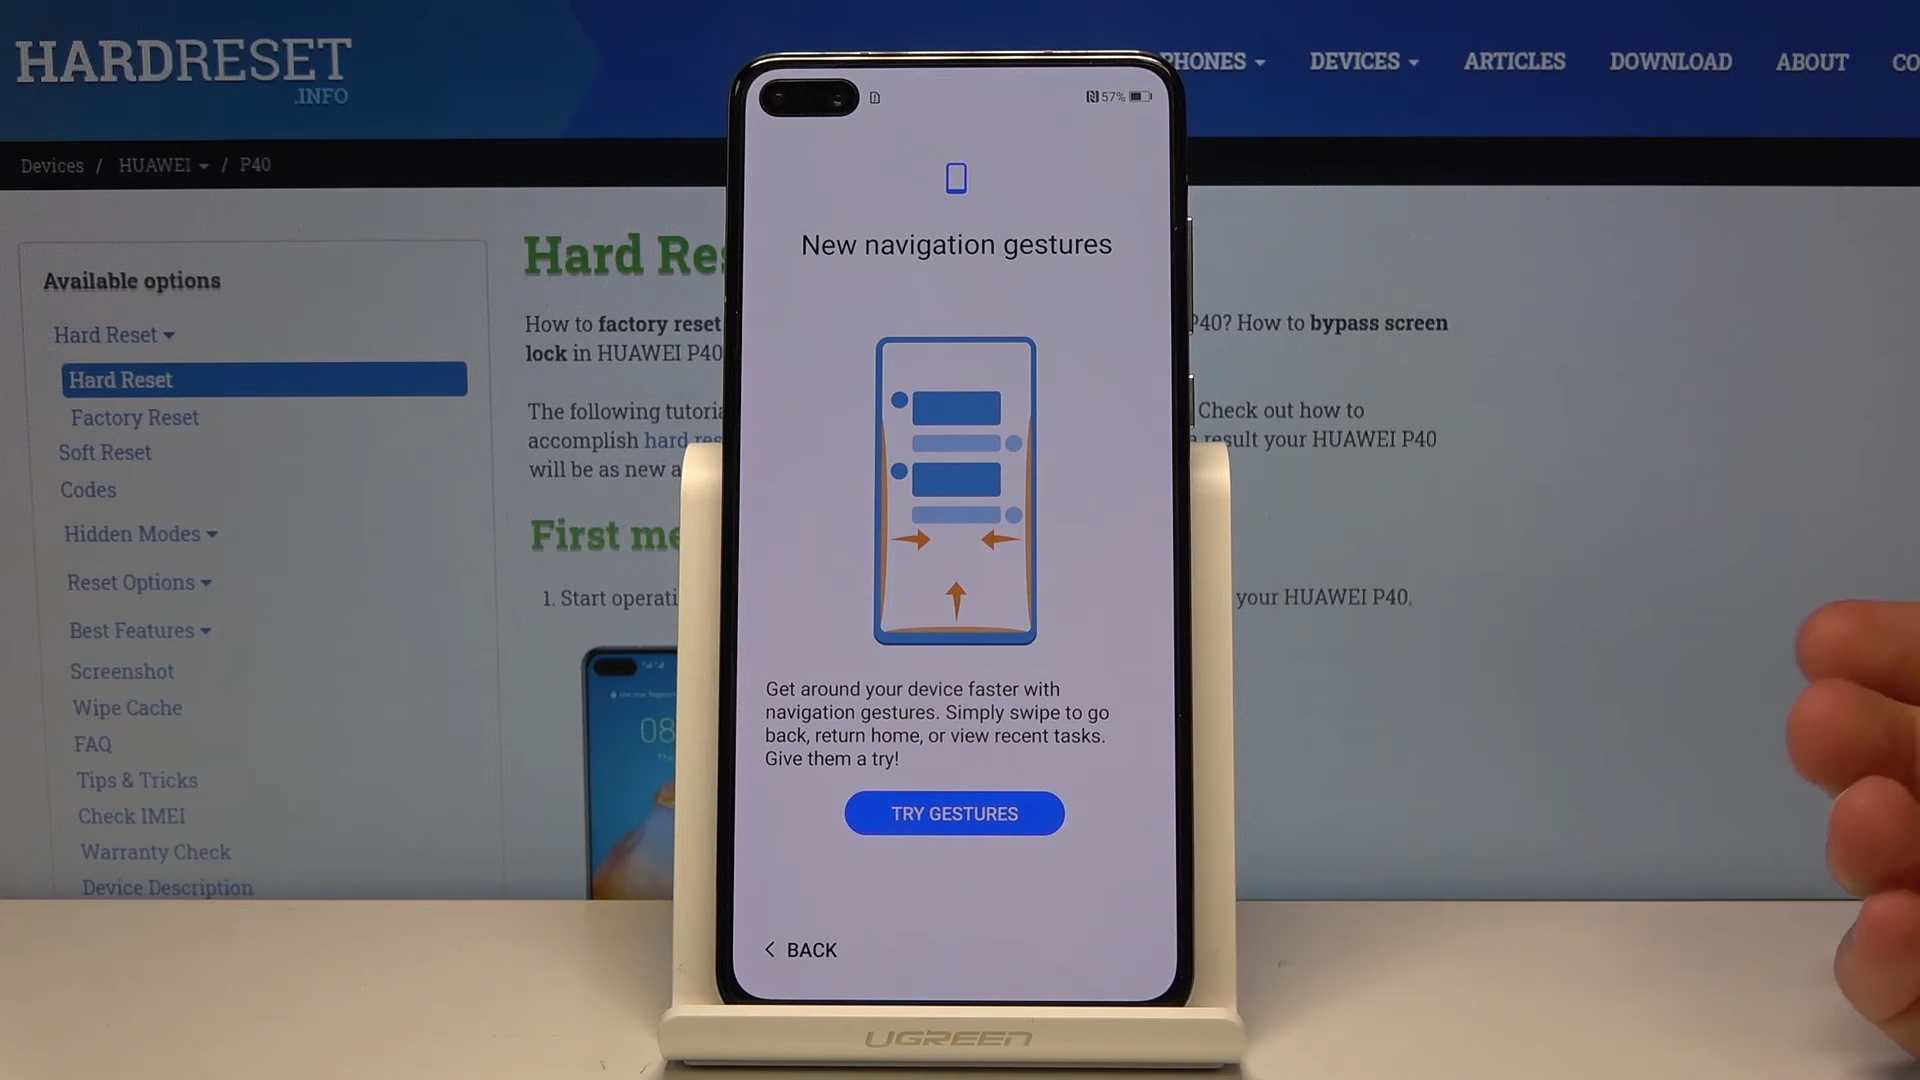 HARDRESET
.INFO
PHONES
DEVICES
ARTICLES
DOWNLOAD
ABOUT
CO
Devices / HUAWEI / P40
Available options
Hard Reset
Hard Reset
Factory Reset
Soft Reset
Codes
Hidden Modes
Reset Options
Best Features
Screenshot
Wipe Cache
FAQ
Tips & Tricks
Check IMEI
Warranty Check
Device Description
Hard Res
How to factory reset
P40? How to bypass screen
lock in HUAWEI P40
The following tutoria
Check out how to
accomplish hard res
result your HUAWEI P40
will be as new a
First me
1. Start operati
your HUAWEI P40.
08
57%
New navigation gestures
Get around your device faster with
navigation gestures. Simply swipe to go
back, return home, or view recent tasks.
Give them a try!
TRY GESTURES
< BACK
UGREEN